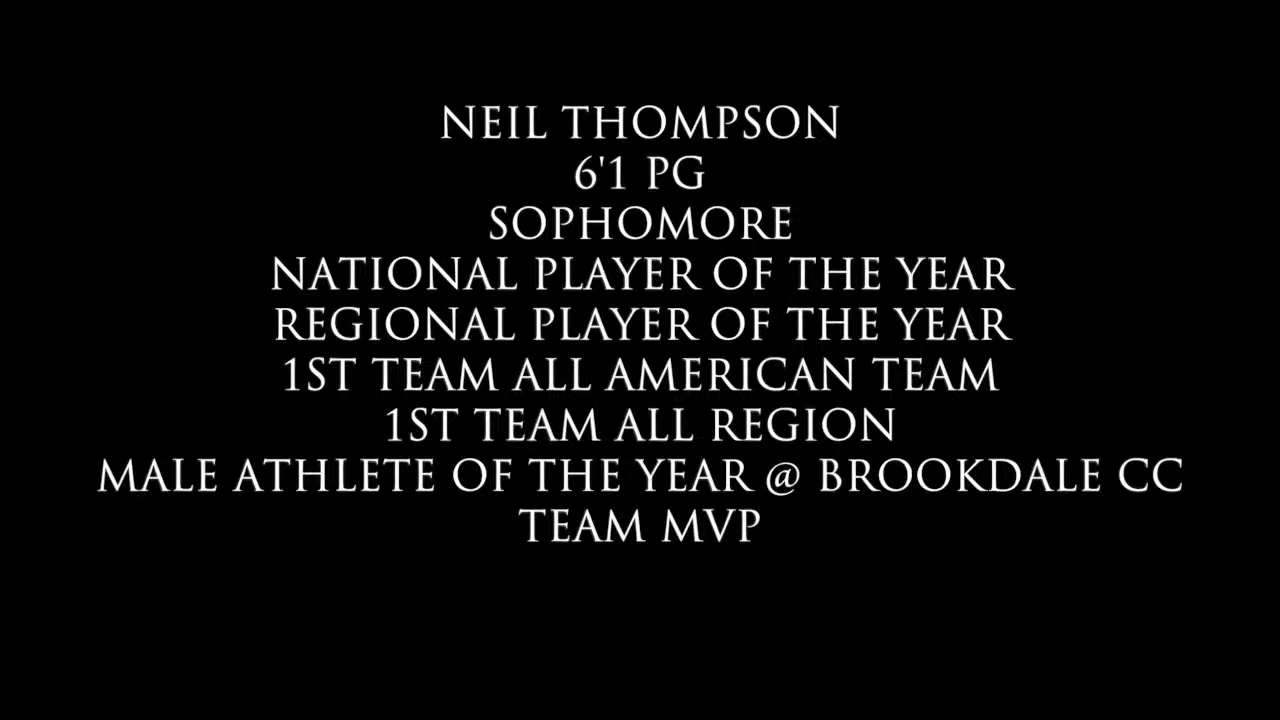 NEIL THOMPSON
6'1 PG
SOPHOMORE
NATIONAL PLAYER OF THE YEAR
REGIONAL PLAYER OF THE YEAR
1ST TEAM ALL AMERICAN TEAM
1ST TEAM ALL REGION
MALE ATHLETE OF THE YEAR @ BROOKDALE CC
TEAM MVP